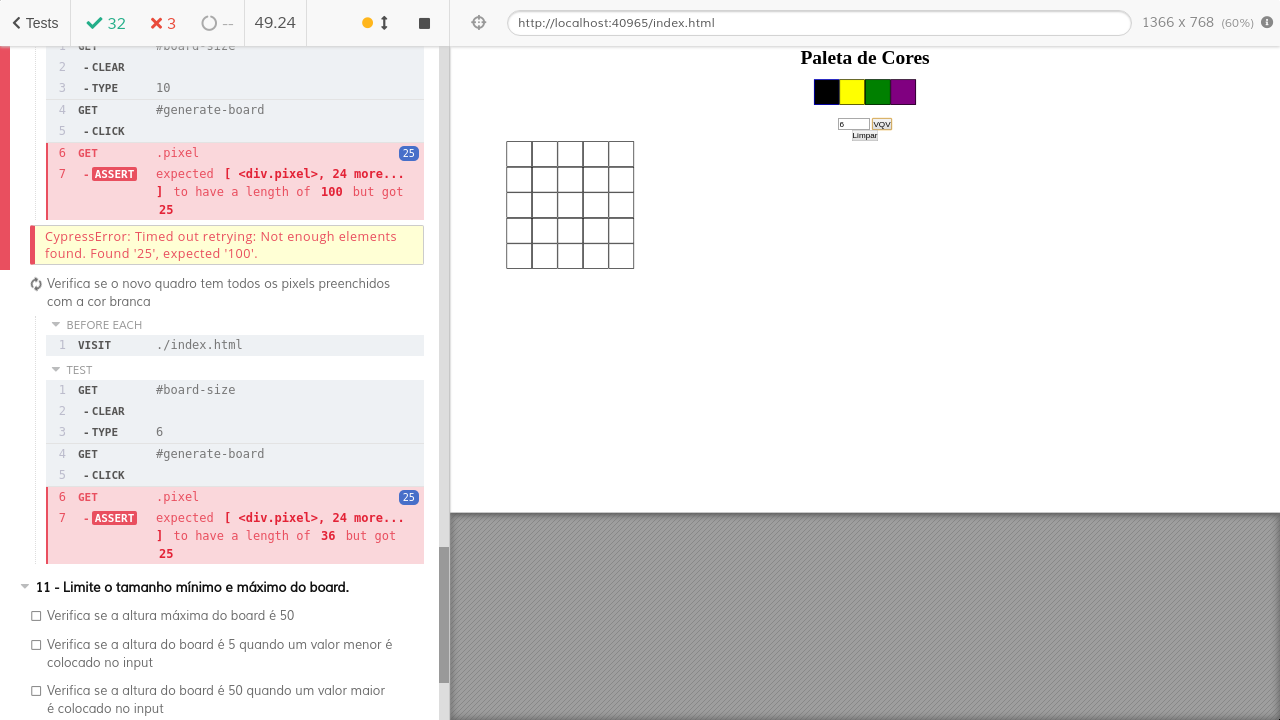 Tests 32 3 -- 49.24
1 GET #board-size
2 - CLEAR
3 - TYPE 10
4 GET #generate-board
5 - CLICK
6 GET .pixel 25
7 - ASSERT expected [ <div.pixel>, 24 more...
] to have a length of 100 but got
25
CypressError: Timed out retrying: Not enough elements
found. Found '25', expected '100'.
Verifica se o novo quadro tem todos os pixels preenchidos
com a cor branca
BEFORE EACH
1 VISIT ./index.html
TEST
1 GET #board-size
2 - CLEAR
3 - TYPE 6
4 GET #generate-board
5 - CLICK
6 GET .pixel 25
7 - ASSERT expected [ <div.pixel>, 24 more...
] to have a length of 36 but got
25
11 - Limite o tamanho mínimo e máximo do board.
Verifica se a altura máxima do board é 50
Verifica se a altura do board é 5 quando um valor menor é
colocado no input
Verifica se a altura do board é 50 quando um valor maior
é colocado no input
http://localhost:40965/index.html 1366 x 768 (60%)
Paleta de Cores
6 VQV
Limpar